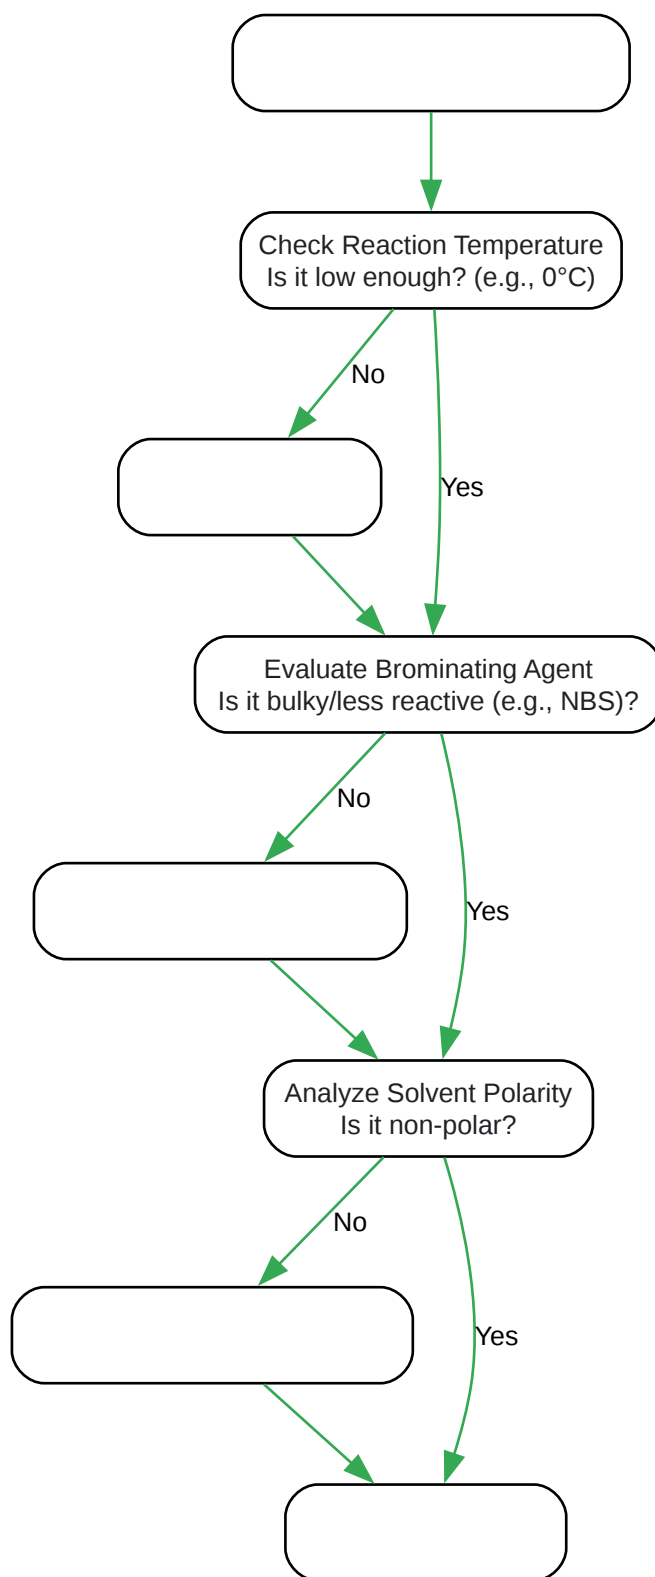 Check Reaction Temperature
Is it low enough? (e.g., 0°C)
No
Yes
Evaluate Brominating Agent
Is it bulky/less reactive (e.g., NBS)?
No
Yes
Analyze Solvent Polarity
Is it non-polar?
No
Yes